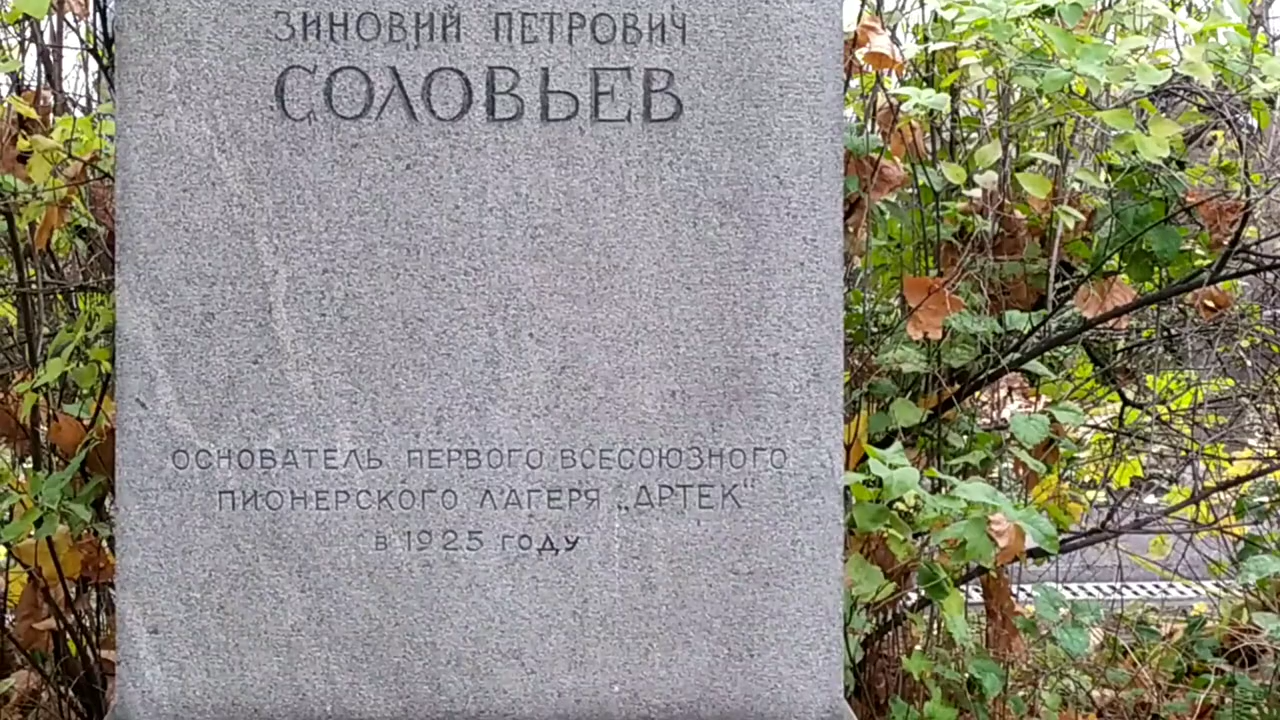 ЗИНОВИЙ ПЕТРОВИЧ
СОЛОВЬЕВ
ОСНОВАТЕЛЬ ПЕРВОГО ВСЕСОЮЗНОГО
ПИОНЕРСКОГО ЛАГЕРЯ „АРТЕК“
В 1925 ГОДУ